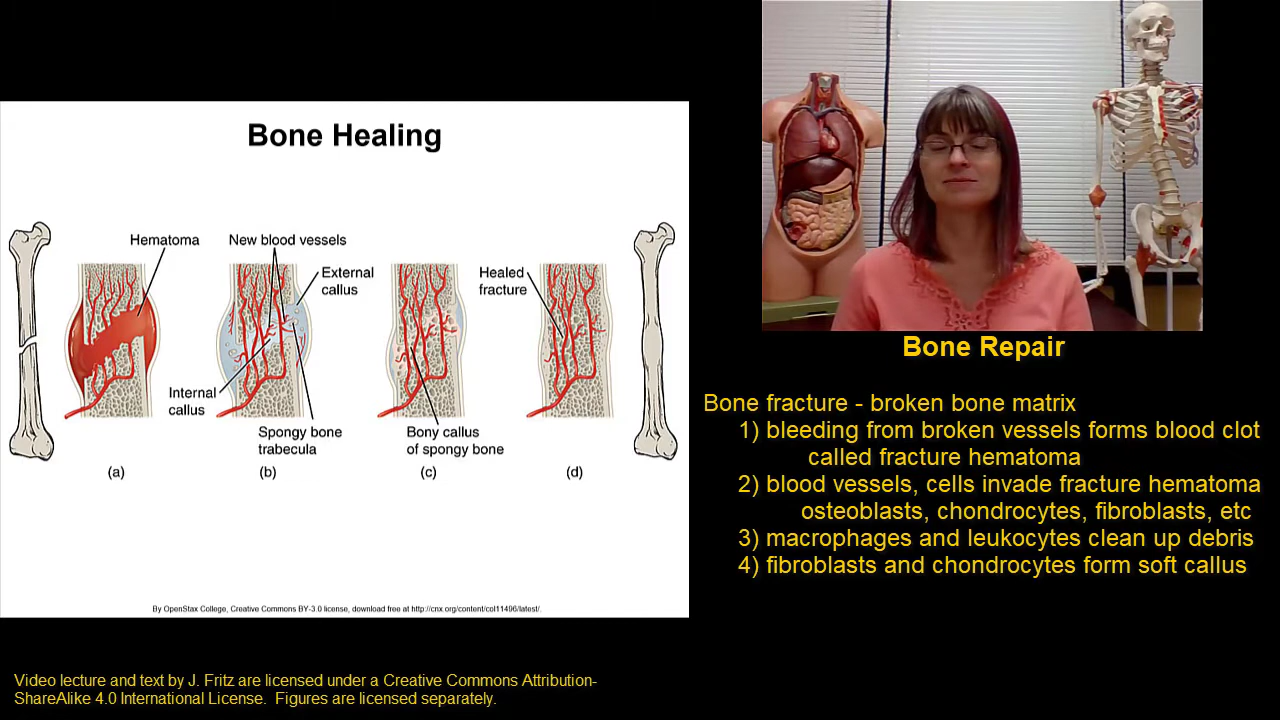 Bone Healing
Hematoma
New blood vessels
External
callus
Healed
fracture
Internal
callus
Spongy bone
trabecula
Bony callus
of spongy bone
(a)
(b)
(c)
(d)
By OpenStax College, Creative Commons BY-3.0 license, download free at http://cnx.org/content/col11496/latest/.
Bone Repair
Bone fracture - broken bone matrix
1) bleeding from broken vessels forms blood clot
called fracture hematoma
2) blood vessels, cells invade fracture hematoma
osteoblasts, chondrocytes, fibroblasts, etc
3) macrophages and leukocytes clean up debris
4) fibroblasts and chondrocytes form soft callus
Video lecture and text by J. Fritz are licensed under a Creative Commons Attribution-
ShareAlike 4.0 International License.  Figures are licensed separately.